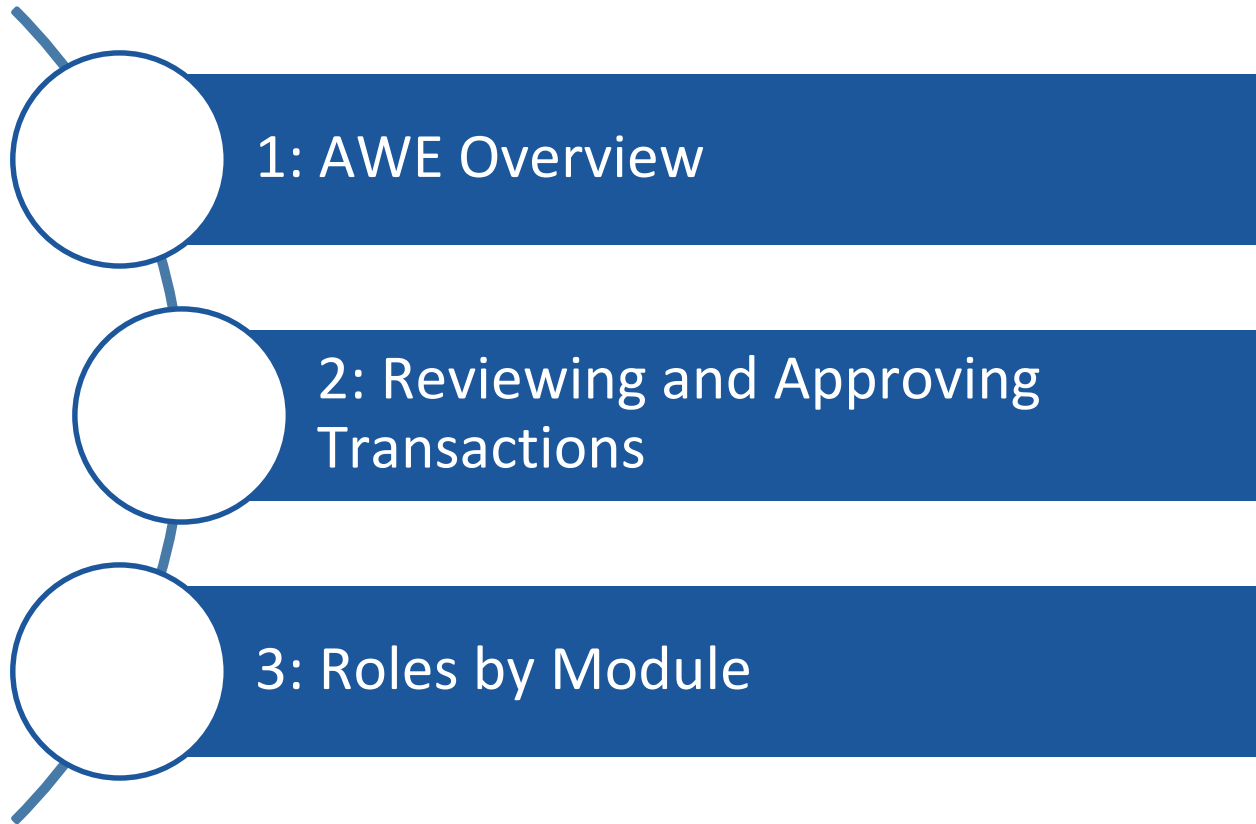 1: AWE Overview
2: Reviewing and Approving
Transactions
3: Roles by Module